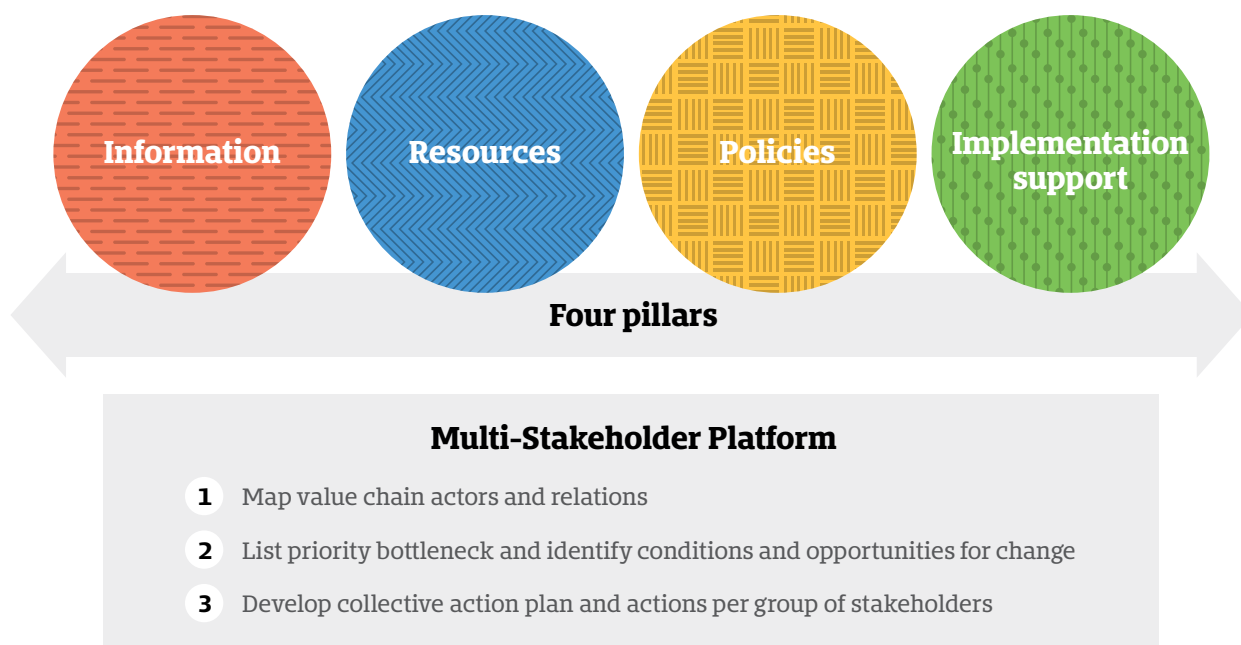 Information
Resources
Policies
Implementation
support
Four pillars
Multi-Stakeholder Platform
1 Map value chain actors and relations
2 List priority bottleneck and identify conditions and opportunities for change
3 Develop collective action plan and actions per group of stakeholders